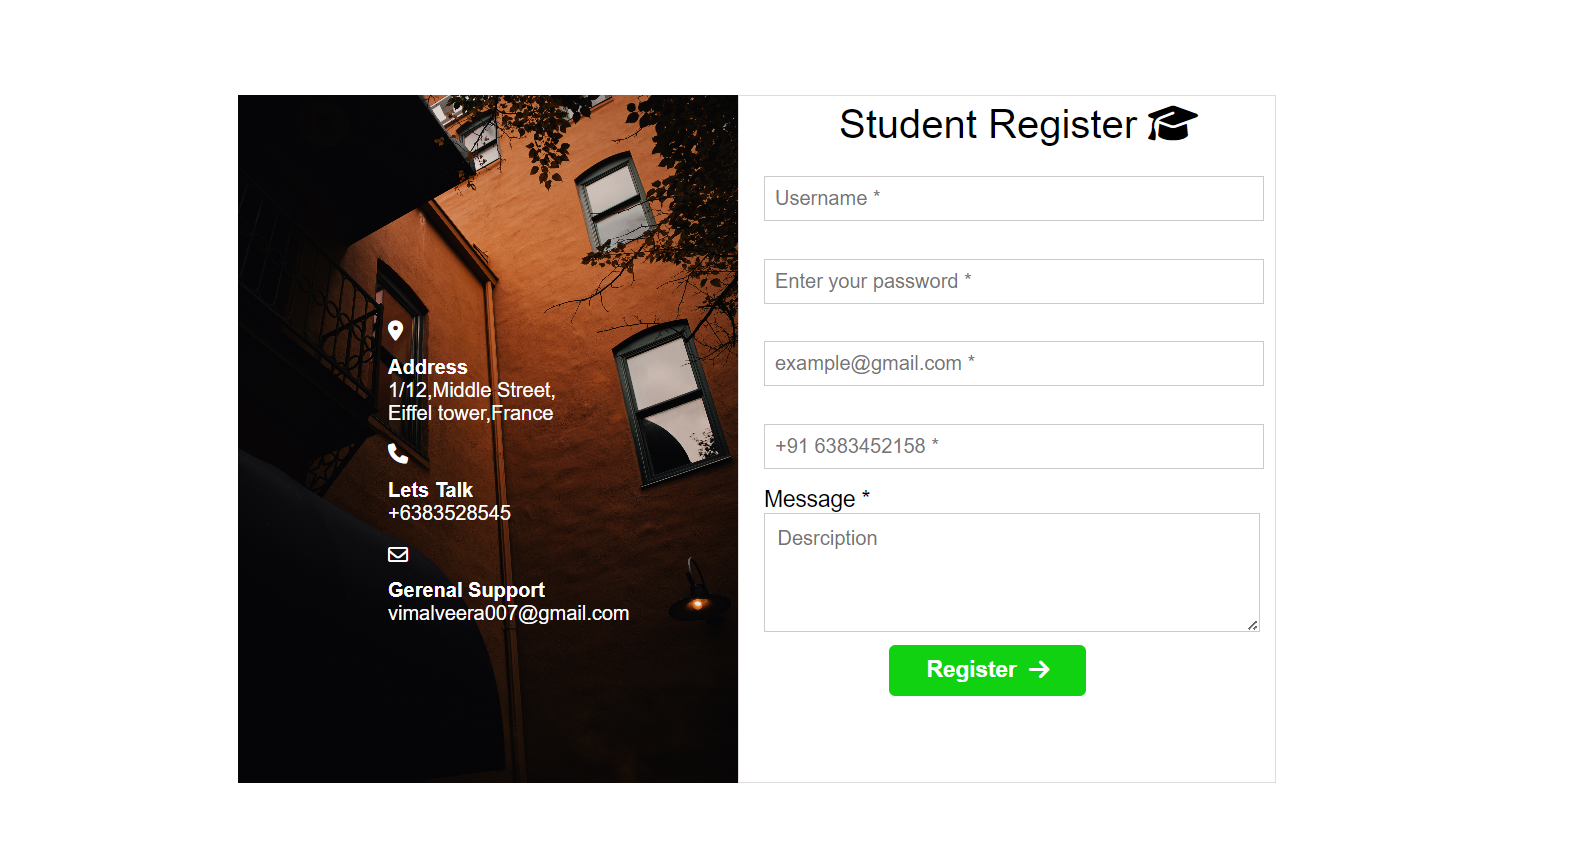 Address
1/12,Middle Street,
Eiffel tower,France
Lets Talk
+6383528545
Gerenal Support
vimalveera007@gmail.com
Student Register
Username *
Enter your password *
example@gmail.com *
+91 6383452158 *
Message *
Desrciption
Register